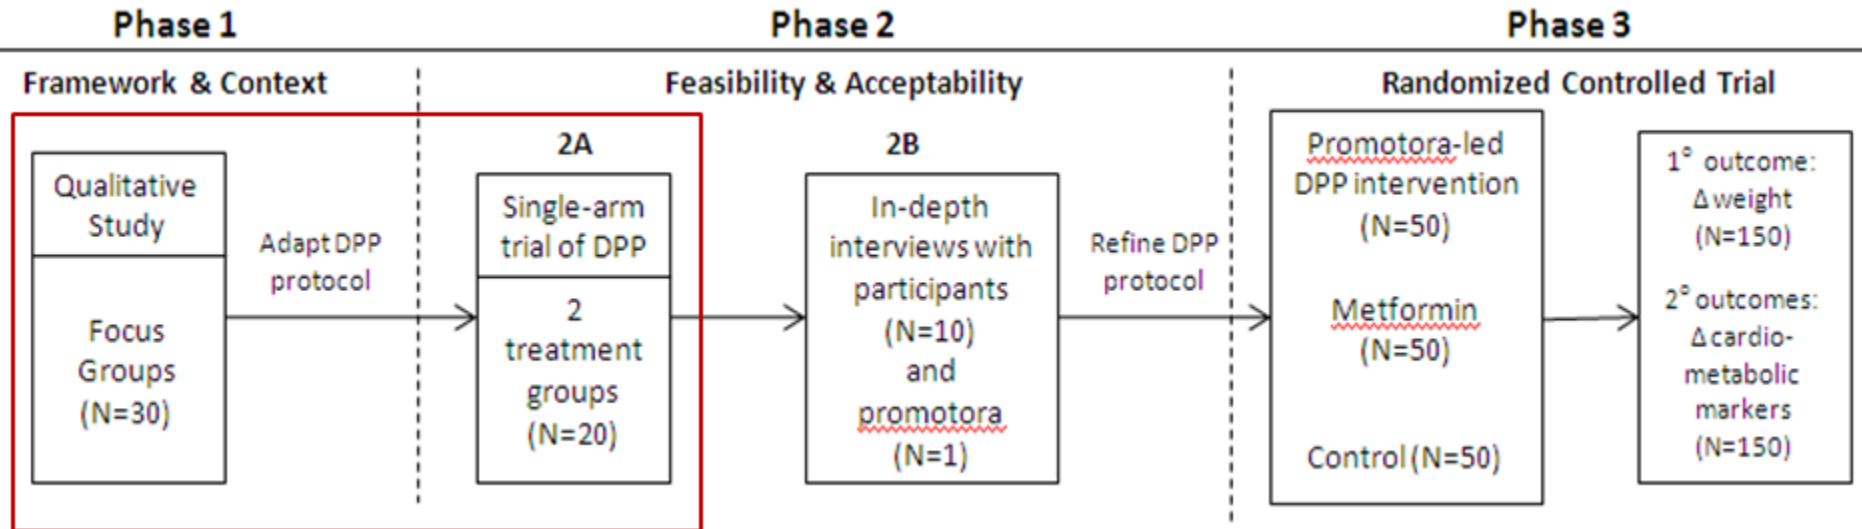 Phase 1
Phase 2
Phase 3
Framework & Context
Feasibility & Acceptability
Randomized Controlled Trial
Qualitative
Study
Focus
Groups
(N=30)
Adapt DPP
protocol
2A
Single-arm
trial of DPP
2
treatment
groups
(N=20)
2B
In-depth
interviews with
participants
(N=10)
and
promotora
(N=1)
Refine DPP
protocol
Promotora-led
DPP intervention
(N=50)
Metformin
(N=50)
Control (N=50)
1° outcome:
Δ weight
(N=150)
2° outcomes:
Δ cardio-
metabolic
markers
(N=150)